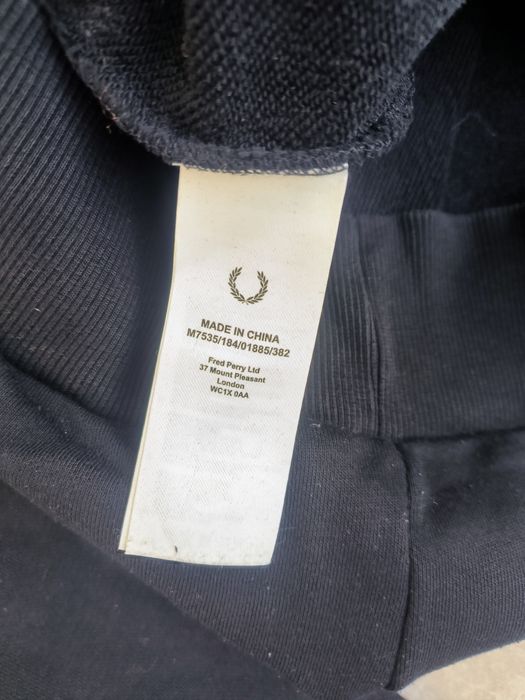 MADE IN CHINA
M7535/184/01885/382
Fred Perry Ltd
37 Mount Pleasant
London
WC1X 0AA